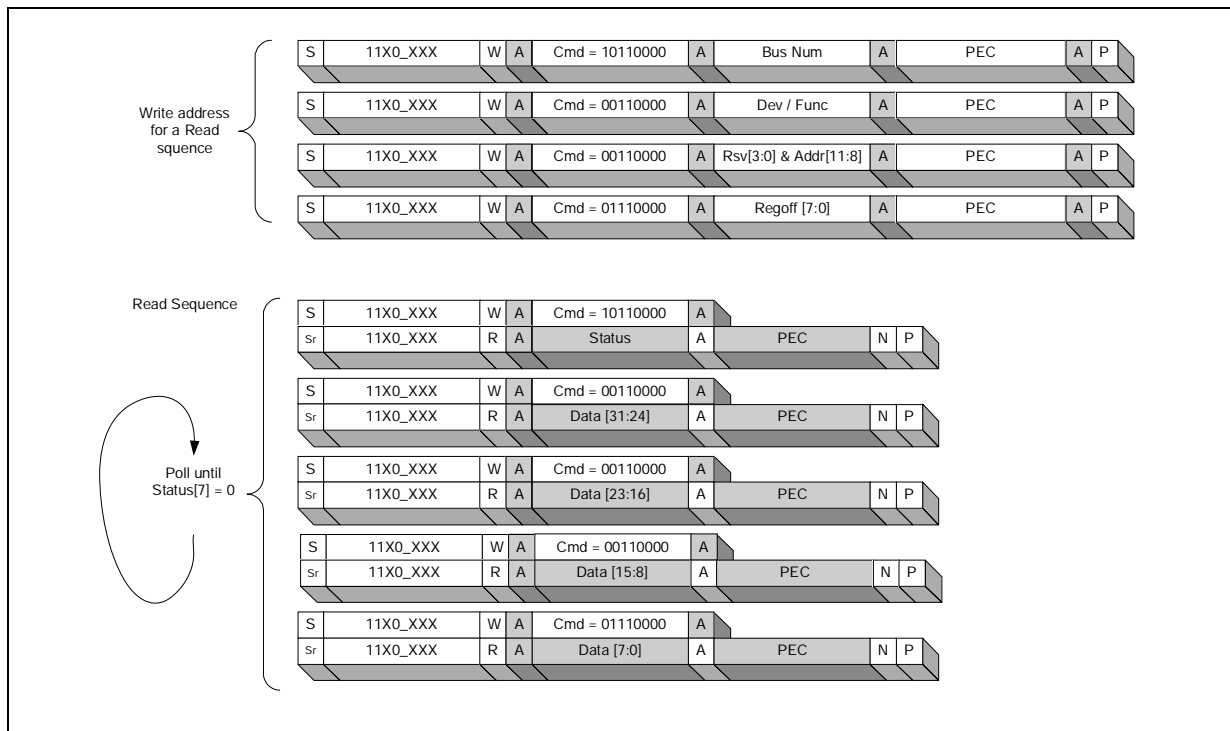 S 11X0_XXX W A Cmd = 10110000 A Bus Num A PEC A P
Write address
for a Read
squence
S 11X0_XXX W A Cmd = 00110000 A Dev / Func A PEC A P
S 11X0_XXX W A Cmd = 00110000 A Rsv[3:0] & Addr[11:8] A PEC A P
S 11X0_XXX W A Cmd = 01110000 A Regoff [7:0] A PEC A P
Read Sequence
S 11X0_XXX W A Cmd = 10110000 A
Sr 11X0_XXX R A Status A PEC N P
S 11X0_XXX W A Cmd = 00110000 A
Sr 11X0_XXX R A Data [31:24] A PEC N P
Poll until
Status[7] = 0
S 11X0_XXX W A Cmd = 00110000 A
Sr 11X0_XXX R A Data [23:16] A PEC N P
S 11X0_XXX W A Cmd = 00110000 A
Sr 11X0_XXX R A Data [15:8] A PEC N P
S 11X0_XXX W A Cmd = 01110000 A
Sr 11X0_XXX R A Data [7:0] A PEC N P